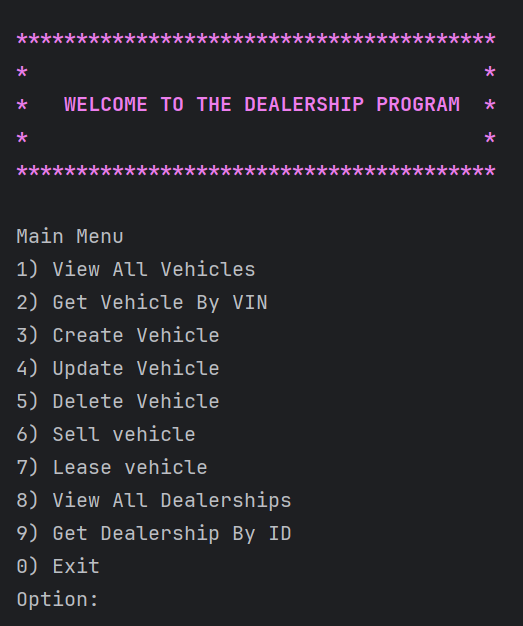 ****************************************
*                                      *
*   WELCOME TO THE DEALERSHIP PROGRAM  *
*                                      *
****************************************
Main Menu
1) View All Vehicles
2) Get Vehicle By VIN
3) Create Vehicle
4) Update Vehicle
5) Delete Vehicle
6) Sell vehicle
7) Lease vehicle
8) View All Dealerships
9) Get Dealership By ID
0) Exit
Option: